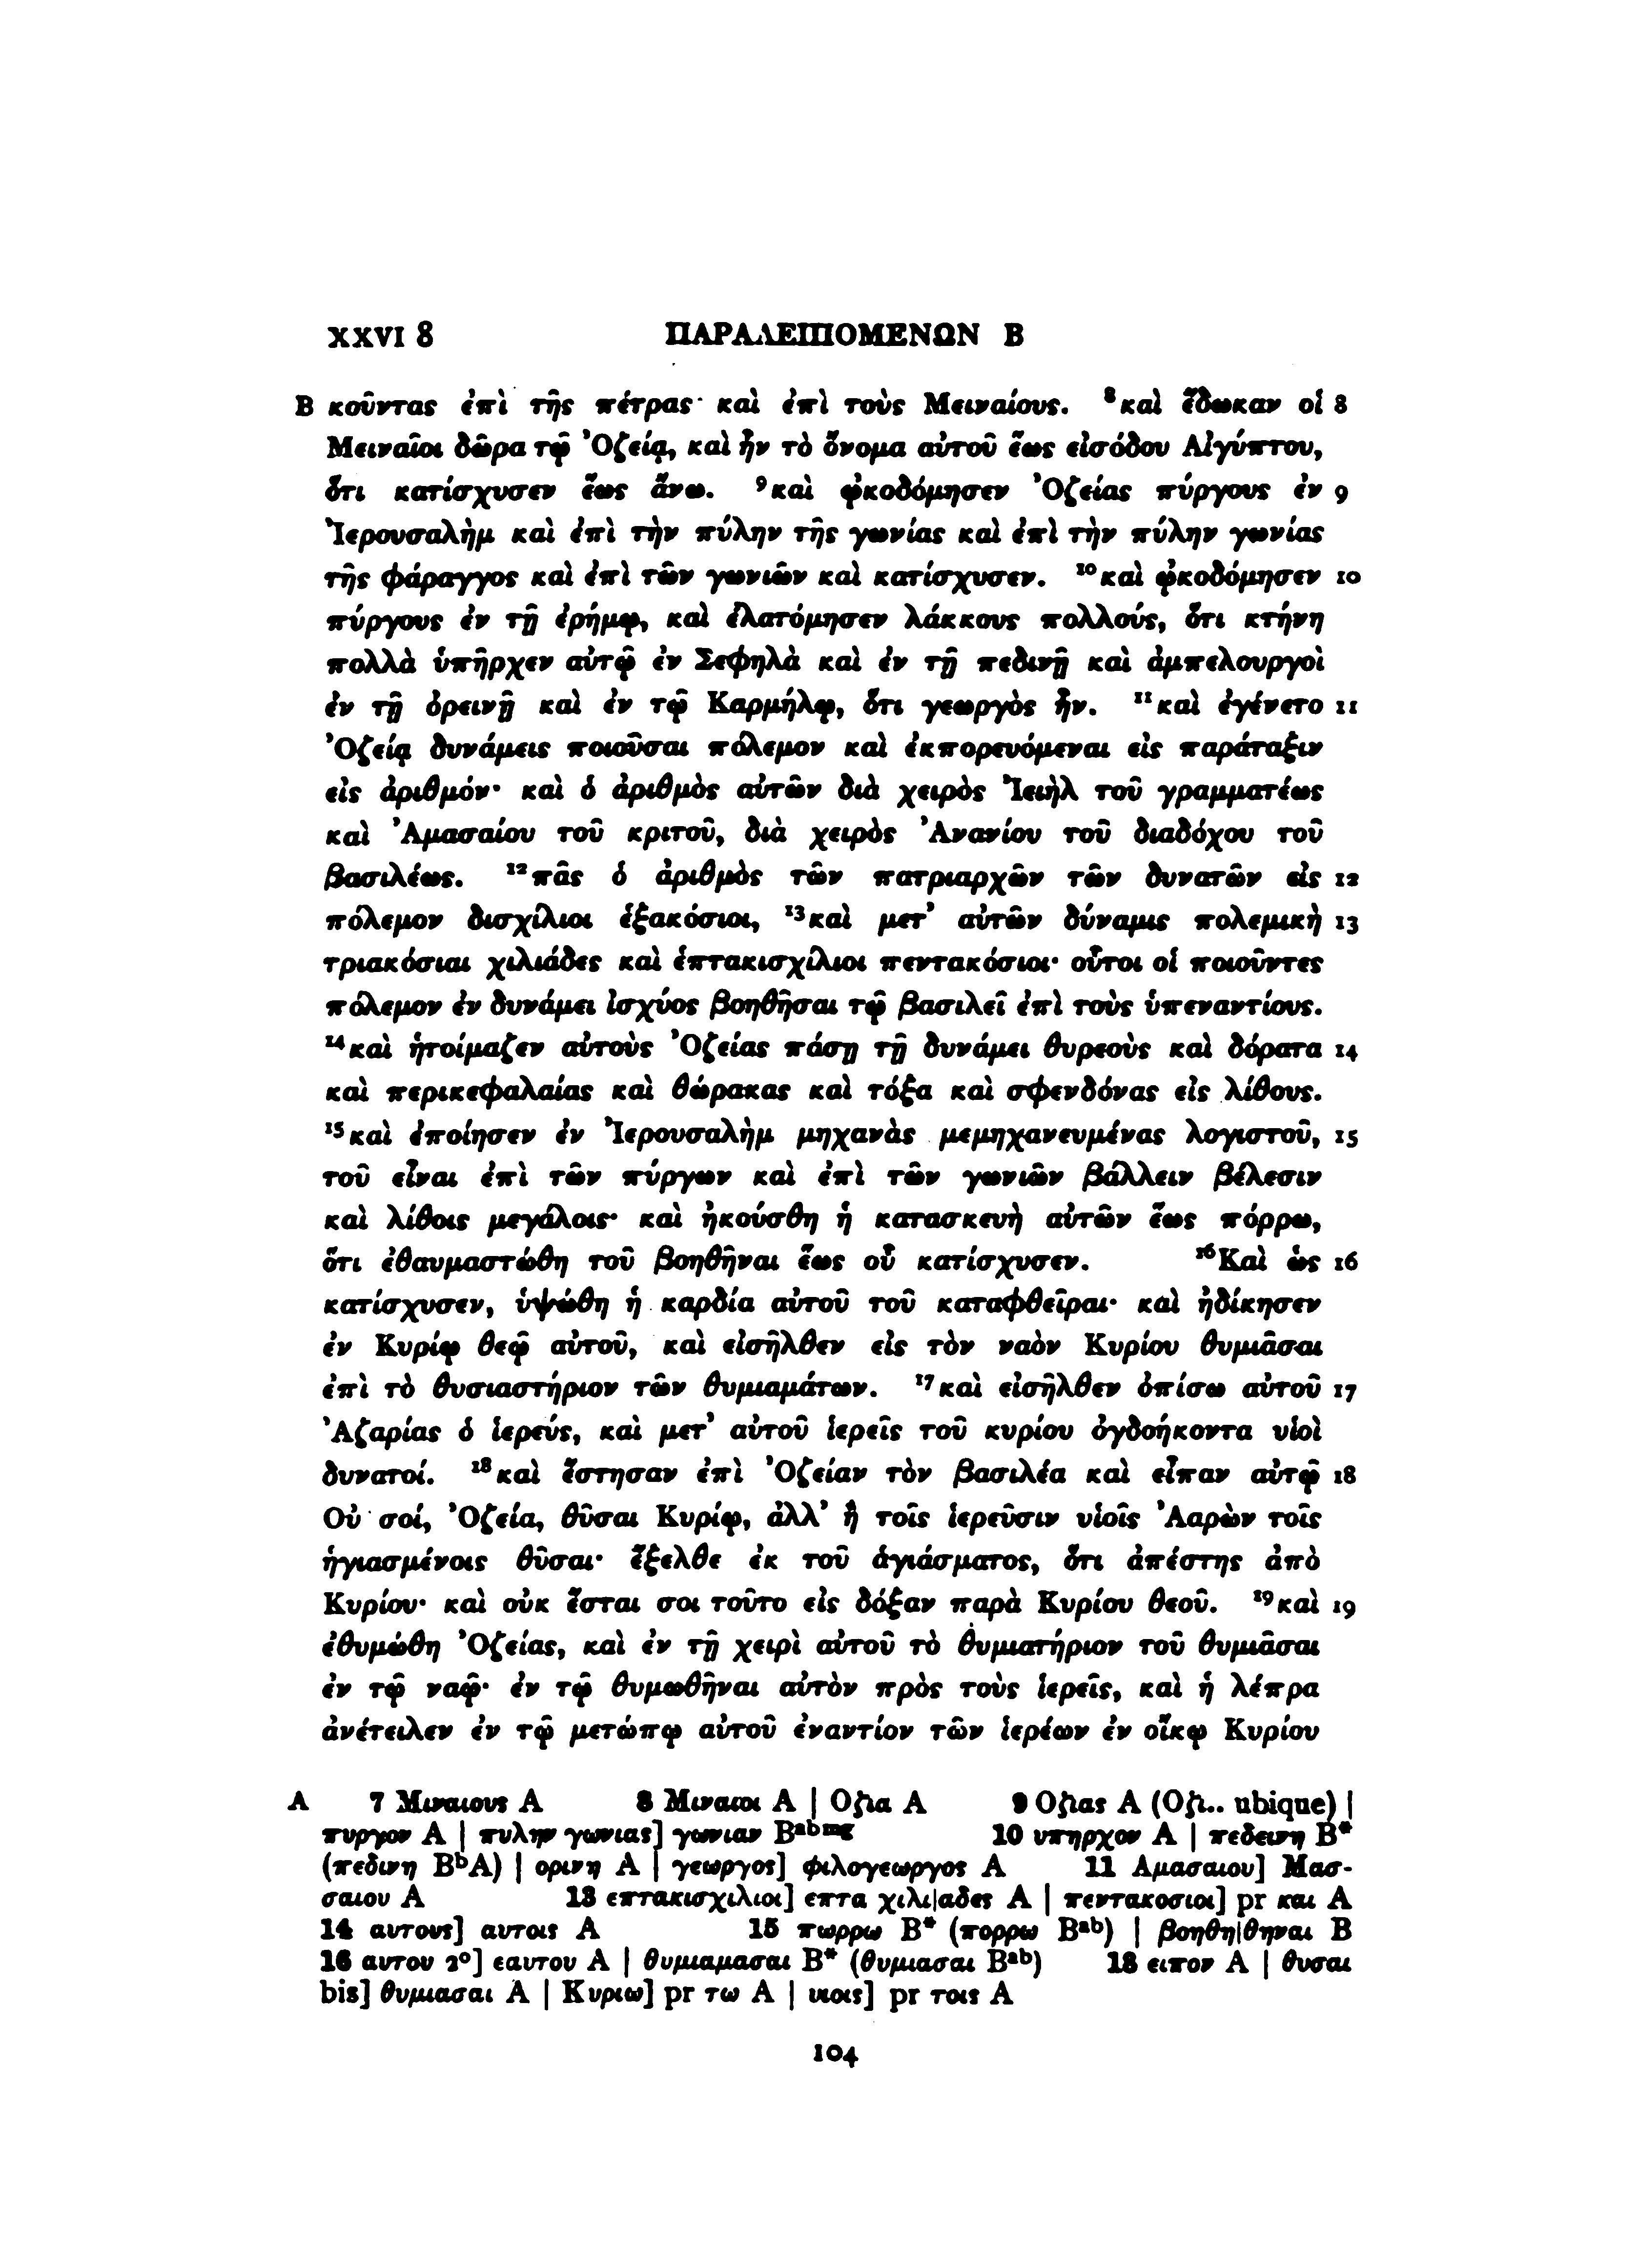 XXVI 8 ΠΑΡΑΛΕΙΠΟΜΕΝΩΝ Β
B κοῦντας ἐπὶ τῆς πέτρας· καὶ ἐπὶ τοὺς Μειναίους. ⁸καὶ ἔδωκαν οἱ 8
Μειναῖοι δῶρα τῷ Ὀζείᾳ, καὶ ἦν τὸ ὄνομα αὐτοῦ ἕως εἰσόδου Αἰγύπτου,
ὅτι κατίσχυσεν ἕως ἄνω. ⁹καὶ ᾠκοδόμησεν Ὀζείας πύργους ἐν 9
Ἰερουσαλὴμ καὶ ἐπὶ τὴν πύλην τῆς γωνίας καὶ ἐπὶ τὴν πύλην γωνίας
τῆς φάραγγος καὶ ἐπὶ τῶν γωνιῶν καὶ κατίσχυσεν. ¹⁰καὶ ᾠκοδόμησεν 10
πύργους ἐν τῇ ἐρήμῳ, καὶ ἐλατόμησεν λάκκους πολλούς, ὅτι κτήνη
πολλὰ ὑπῆρχεν αὐτῷ ἐν Σεφηλὰ καὶ ἐν τῇ πεδινῇ καὶ ἀμπελουργοὶ
ἐν τῇ ὀρεινῇ καὶ ἐν τῷ Καρμήλῳ, ὅτι γεωργὸς ἦν. ¹¹καὶ ἐγένετο 11
Ὀζείᾳ δυνάμεις ποιοῦσαι πόλεμον καὶ ἐκπορευόμεναι εἰς παράταξιν
εἰς ἀριθμόν· καὶ ὁ ἀριθμὸς αὐτῶν διὰ χειρὸς Ἰειὴλ τοῦ γραμματέως
καὶ Ἀμασαίου τοῦ κριτοῦ, διὰ χειρὸς Ἀνανίου τοῦ διαδόχου τοῦ
βασιλέως. ¹²πᾶς ὁ ἀριθμὸς τῶν πατριαρχῶν τῶν δυνατῶν εἰς 12
πόλεμον δισχίλιοι ἑξακόσιοι, ¹³καὶ μετ’ αὐτῶν δύναμις πολεμικὴ 13
τριακόσιαι χιλιάδες καὶ ἑπτακισχίλιοι πεντακόσιοι· οὗτοι οἱ ποιοῦντες
πόλεμον ἐν δυνάμει ἰσχύος βοηθῆσαι τῷ βασιλεῖ ἐπὶ τοὺς ὑπεναντίους.
¹⁴καὶ ἡτοίμαζεν αὐτοὺς Ὀζείας πάσῃ τῇ δυνάμει θυρεοὺς καὶ δόρατα 14
καὶ περικεφαλαίας καὶ θώρακας καὶ τόξα καὶ σφενδόνας εἰς λίθους.
¹⁵καὶ ἐποίησεν ἐν Ἰερουσαλὴμ μηχανὰς μεμηχανευμένας λογιστοῦ, 15
τοῦ εἶναι ἐπὶ τῶν πύργων καὶ ἐπὶ τῶν γωνιῶν βάλλειν βέλεσιν
καὶ λίθοις μεγάλοις· καὶ ἠκούσθη ἡ κατασκευὴ αὐτῶν ἕως πόρρω,
ὅτι ἐθαυμαστώθη τοῦ βοηθῆναι ἕως οὗ κατίσχυσεν. ¹⁶Καὶ ὡς 16
κατίσχυσεν, ὑψώθη ἡ καρδία αὐτοῦ τοῦ καταφθεῖραι· καὶ ἠδίκησεν
ἐν Κυρίῳ θεῷ αὐτοῦ, καὶ εἰσῆλθεν εἰς τὸν ναὸν Κυρίου θυμιᾶσαι
ἐπὶ τὸ θυσιαστήριον τῶν θυμιαμάτων. ¹⁷καὶ εἰσῆλθεν ὀπίσω αὐτοῦ 17
Ἀζαρίας ὁ ἱερεύς, καὶ μετ’ αὐτοῦ ἱερεῖς τοῦ κυρίου ὀγδοήκοντα υἱοὶ
δυνατοί. ¹⁸καὶ ἔστησαν ἐπὶ Ὀζείαν τὸν βασιλέα καὶ εἶπαν αὐτῷ 18
Οὐ σοί, Ὀζεία, θῦσαι Κυρίῳ, ἀλλ’ ἢ τοῖς ἱερεῦσιν υἱοῖς Ἀαρὼν τοῖς
ἡγιασμένοις θῦσαι· ἔξελθε ἐκ τοῦ ἁγιάσματος, ὅτι ἀπέστης ἀπὸ
Κυρίου· καὶ οὐκ ἔσται σοι τοῦτο εἰς δόξαν παρὰ Κυρίου θεοῦ. ¹⁹καὶ 19
ἐθυμώθη Ὀζείας, καὶ ἐν τῇ χειρὶ αὐτοῦ τὸ θυμιατήριον τοῦ θυμιᾶσαι
ἐν τῷ ναῷ· ἐν τῷ θυμωθῆναι αὐτὸν πρὸς τοὺς ἱερεῖς, καὶ ἡ λέπρα
ἀνέτειλεν ἐν τῷ μετώπῳ αὐτοῦ ἐναντίον τῶν ἱερέων ἐν οἴκῳ Κυρίου
A 7 Μιναιους A 8 Μιναιοι A | Οζια A 9 Οζιας A (Οζι.. ubique) |
πυργον A | πυλην γωνιας] γωνιαν Bᵃᵇᵐᵍ 10 υπηρχον A | πεδεινη B*
(πεδινη BᵇA) | ορινη A | γεωργος] φιλογεωργος A 11 Αμασαιου] Μασ-
σαιου A 13 επτακισχιλιοι] επτα χιλι|αδες A | πεντακοσιοι] pr και A
14 αυτους] αυτοις A 15 πωρρω B* (πορρω Bᵃᵇ) | βοηθη|θηναι B
16 αυτου 2°] εαυτου A | θυμιαμασαι B* (θυμιασαι Bᵃᵇ) 18 ειπον A | θυσαι
bis] θυμιασαι A | Κυριω] pr τω A | υιοις] pr τοις A
104